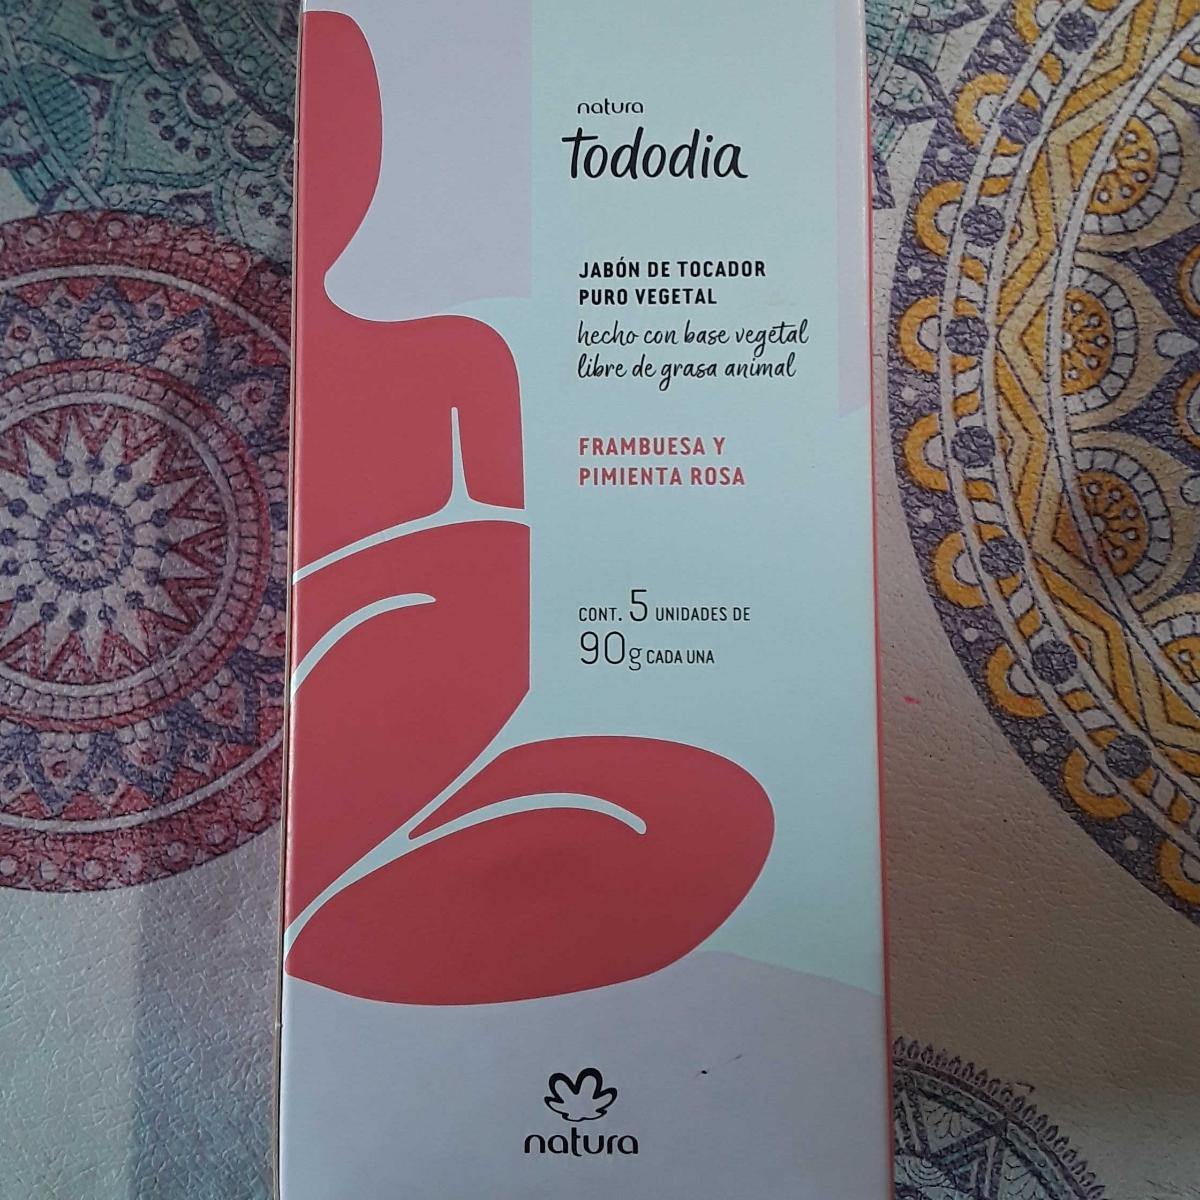 natura
Tododia
JABÓN DE TOCADOR
PURO VEGETAL
hecho con base vegetal
libre de grasa animal
FRAMBUESA Y
PIMIENTA ROSA
CONT. 5 UNIDADES DE
90g CADA UNA
natura